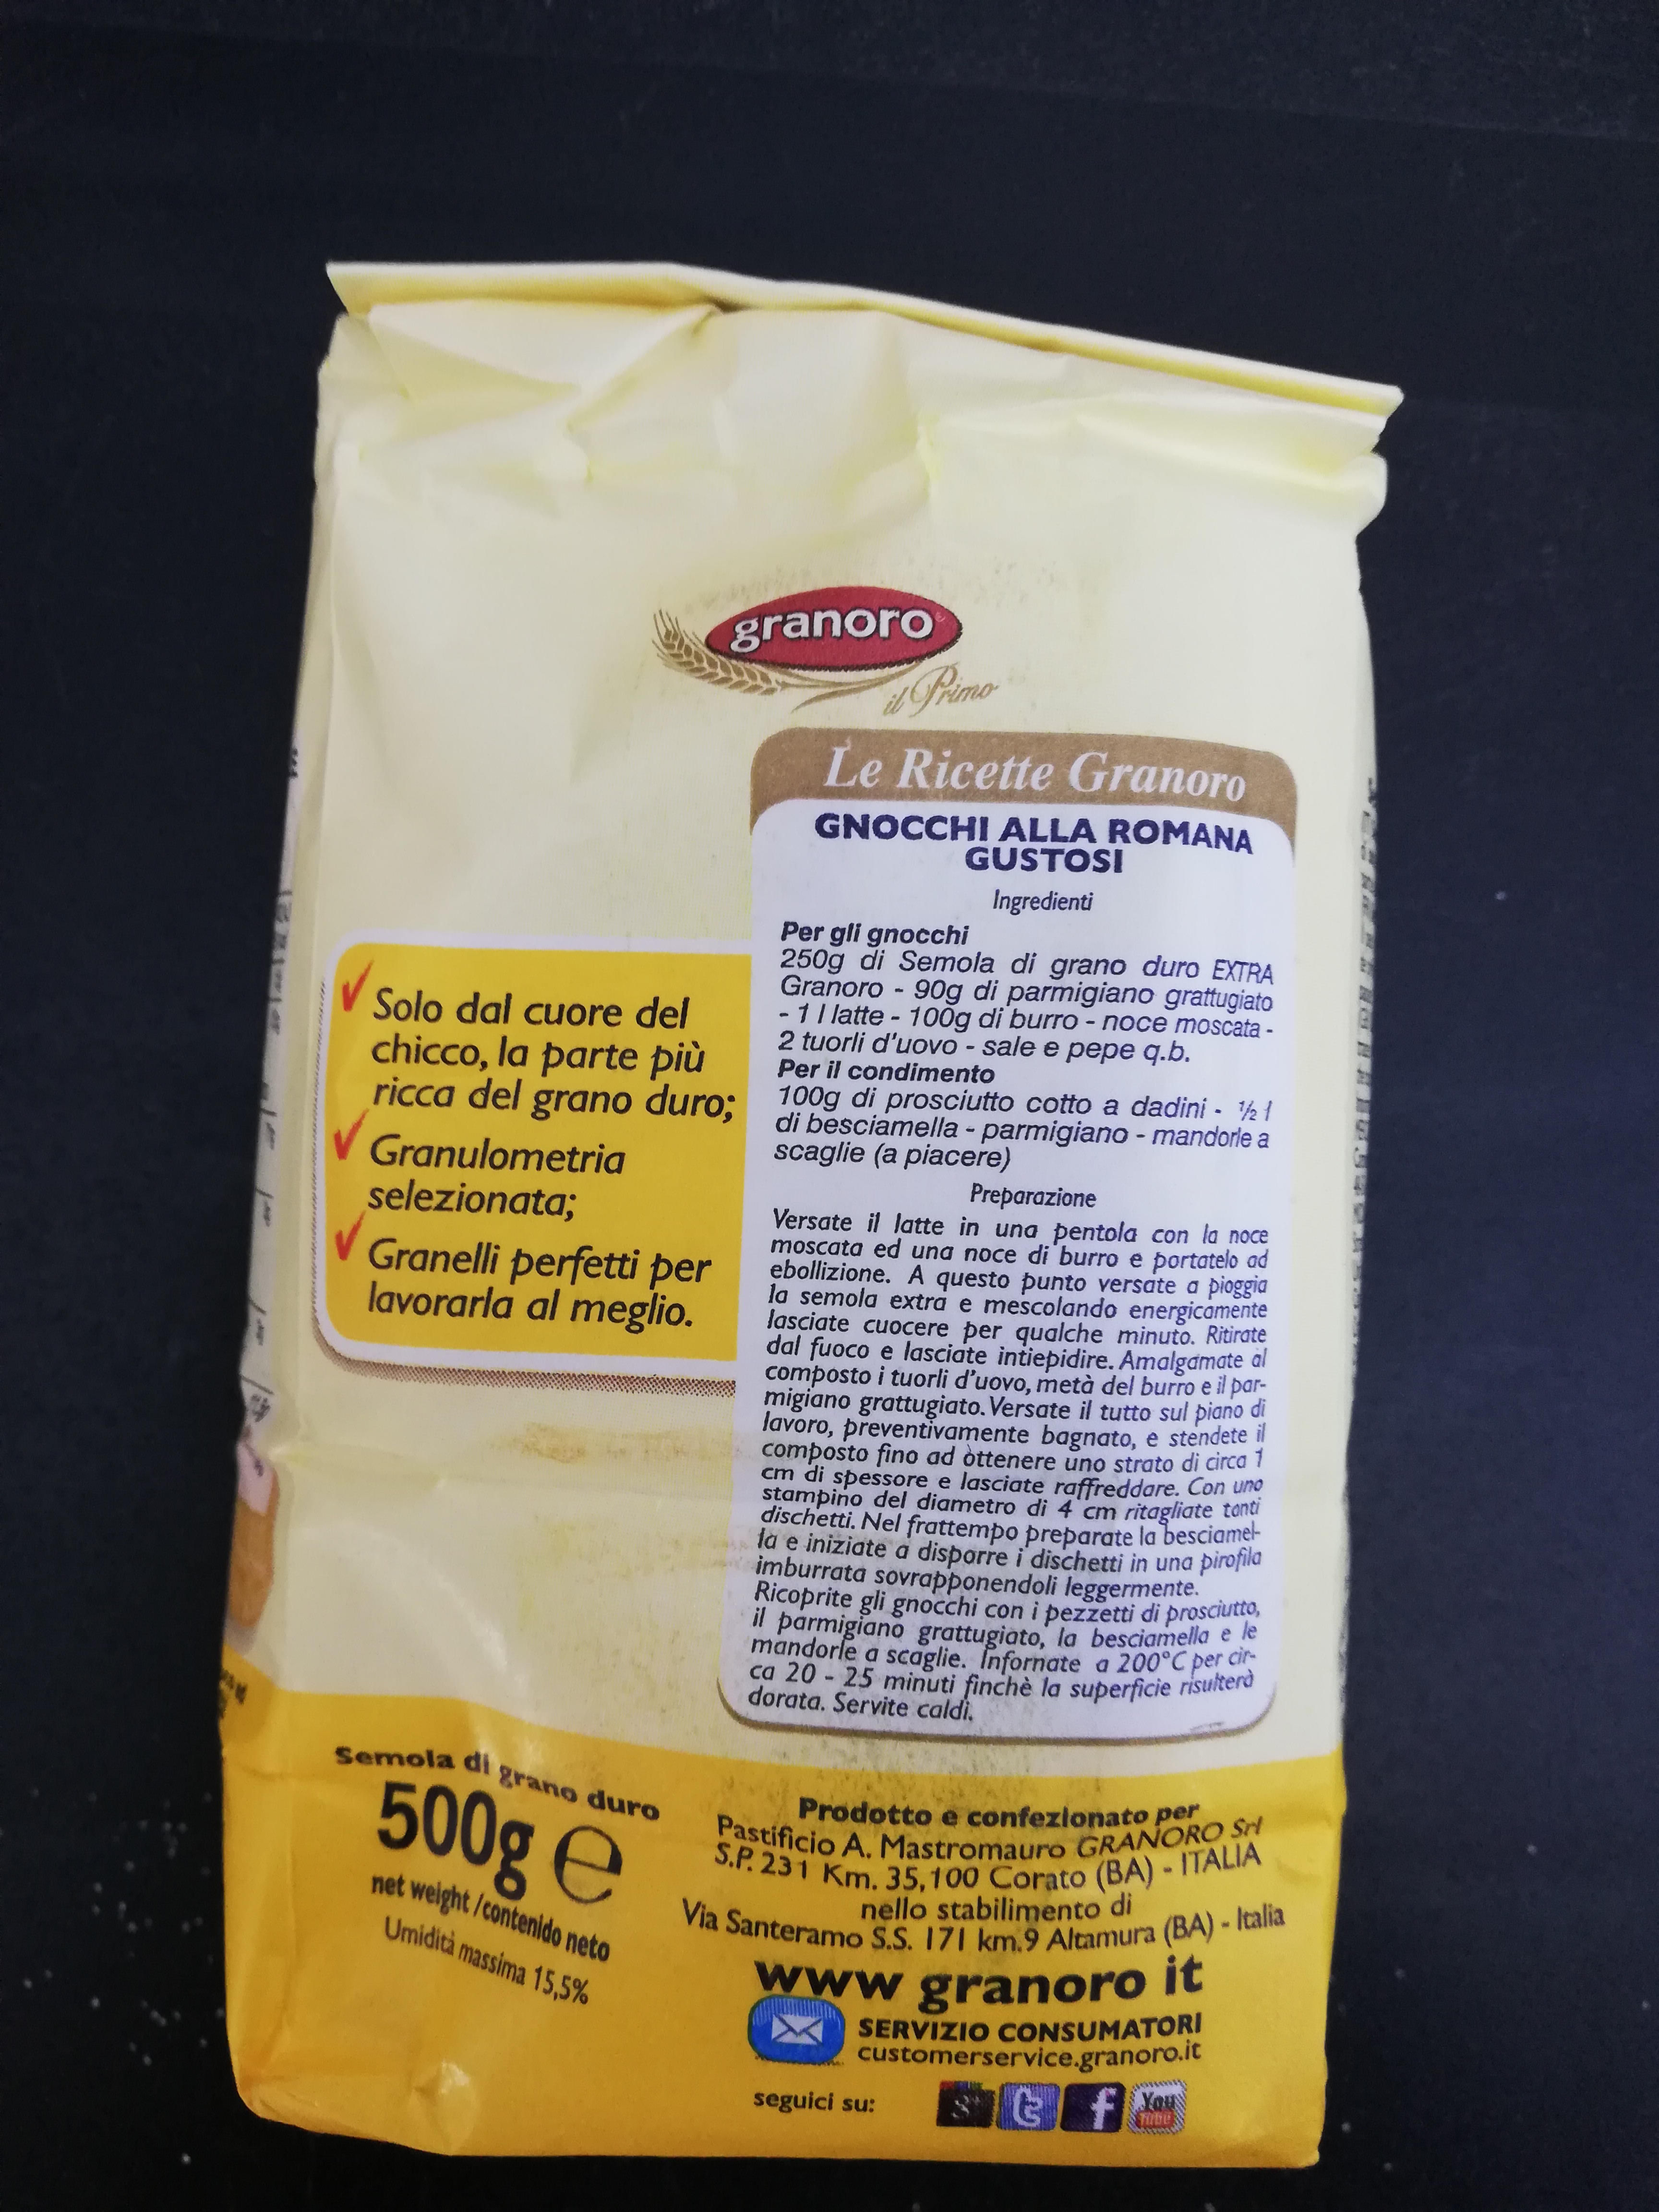 granoro
il Primo
Le Ricette Granoro
GNOCCHI ALLA ROMANA
GUSTOSI
Ingredienti
Per gli gnocchi
250g di Semola di grano duro EXTRA
Granoro - 90g di parmigiano grattugiato
- 1 l latte - 100g di burro - noce moscata -
2 tuorli d'uovo - sale e pepe q.b.
Per il condimento
100g di prosciutto cotto a dadini - ½ l
di besciamella - parmigiano - mandorle a
scaglie (a piacere)
Preparazione
Versate il latte in una pentola con la noce
moscata ed una noce di burro e portatelo ad
ebollizione. A questo punto versate a pioggia
la semola extra e mescolando energicamente
lasciate cuocere per qualche minuto. Ritirate
dal fuoco e lasciate intiepidire. Amalgamate al
composto i tuorli d'uovo, metà del burro e il par-
migiano grattugiato. Versate il tutto sul piano di
lavoro, preventivamente bagnato, e stendete il
composto fino ad òttenere uno strato di circa 1
cm di spessore e lasciate raffreddare. Con uno
stampino del diametro di 4 cm ritagliate tanti
dischetti. Nel frattempo preparate la besciamel-
la e iniziate a disporre i dischetti in una pirofila
imburrata sovrapponendoli leggermente.
Ricoprite gli gnocchi con i pezzetti di prosciutto,
il parmigiano grattugiato, la besciamella e le
mandorle a scaglie. Infornate a 200°C per cir-
ca 20 - 25 minuti finchè la superficie risulterà
dorata. Servite caldi.
Solo dal cuore del
chicco, la parte più
ricca del grano duro;
Granulometria
selezionata;
Granelli perfetti per
lavorarla al meglio.
Semola di grano duro
500g e
net weight / contenido neto
Umidità massima 15,5%
Prodotto e confezionato per
Pastificio A. Mastromauro GRANORO Srl
S.P. 231 Km. 35,100 Corato (BA) - ITALIA
nello stabilimento di
Via Santeramo S.S. 171 km.9 Altamura (BA) - Italia
www granoro it
SERVIZIO CONSUMATORI
customerservice.granoro.it
seguici su:
g+ t f You Tube